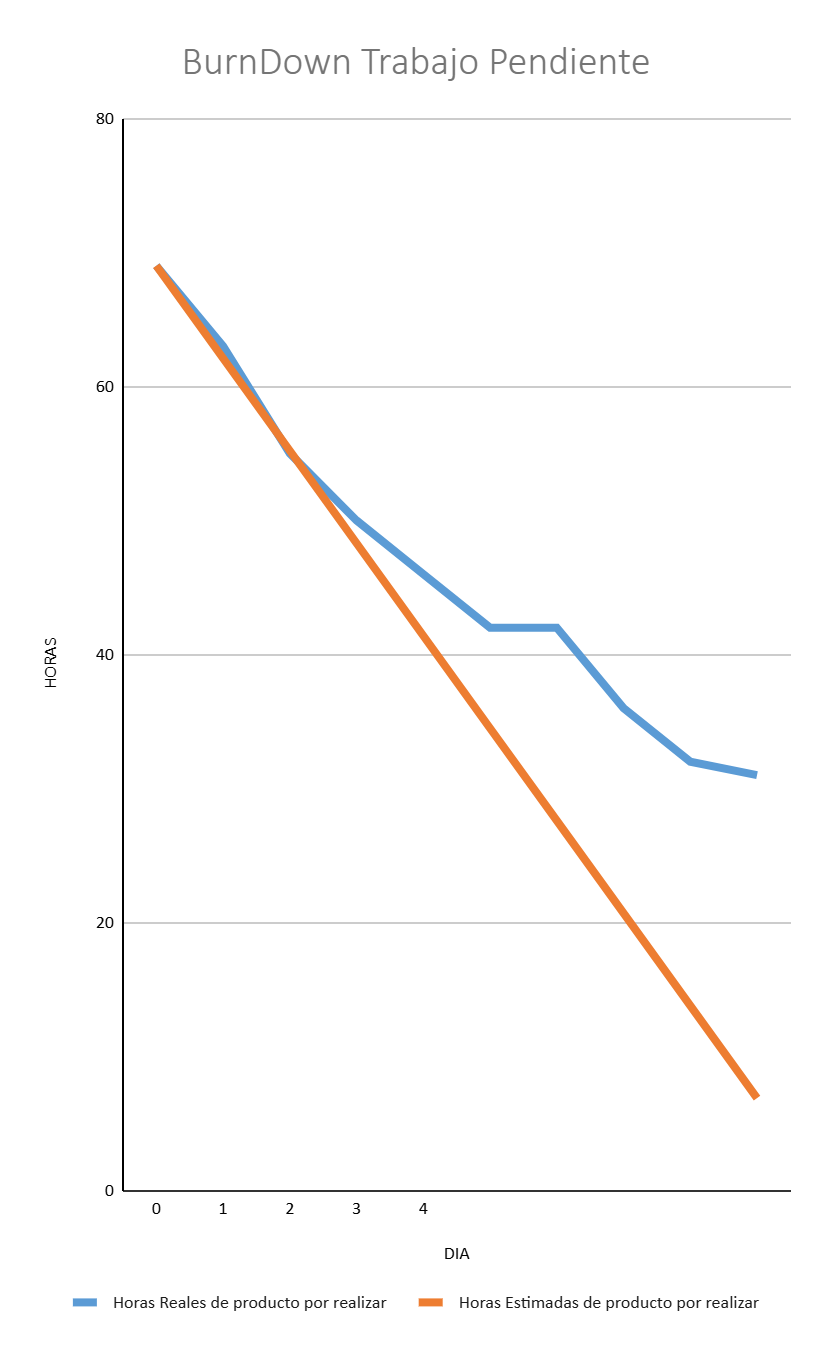 BurnDown Trabajo Pendiente
80
60
40
20
0
HORAS
0 1 2 3 4
DIA
Horas Reales de producto por realizar Horas Estimadas de producto por realizar